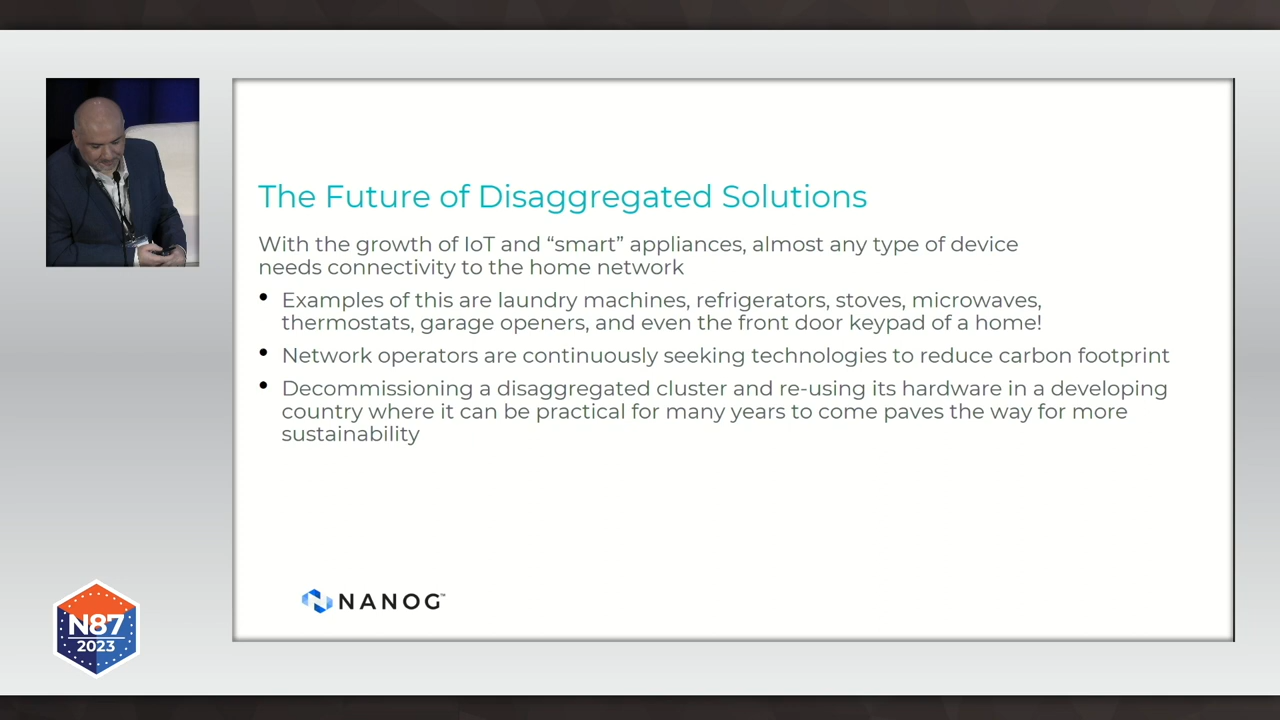 The Future of Disaggregated Solutions
With the growth of IoT and “smart” appliances, almost any type of device
needs connectivity to the home network
• Examples of this are laundry machines, refrigerators, stoves, microwaves,
thermostats, garage openers, and even the front door keypad of a home!
• Network operators are continuously seeking technologies to reduce carbon footprint
• Decommissioning a disaggregated cluster and re-using its hardware in a developing
country where it can be practical for many years to come paves the way for more
sustainability
NANOG™
N87
2023